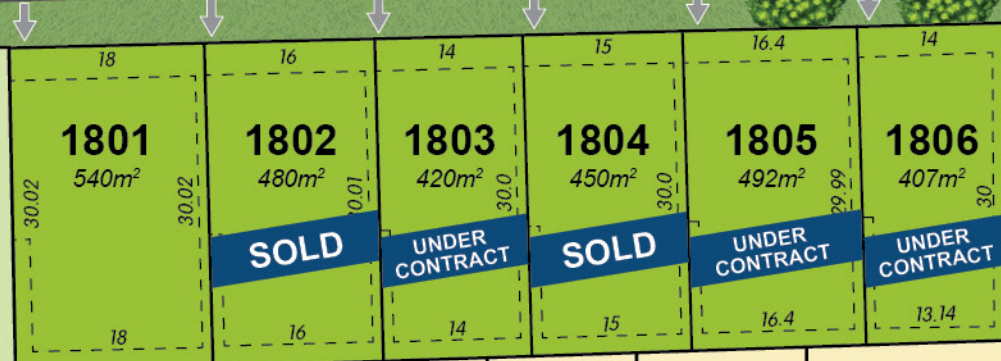 18
16
14
15
16.4
14
1801
540m²
30.02
30.02
18
1802
480m²
SOLD
16
1803
420m²
30.0
UNDER
CONTRACT
14
1804
450m²
30.0
SOLD
15
1805
492m²
29.99
UNDER
CONTRACT
16.4
1806
407m²
30
UNDER
CONTRACT
13.14